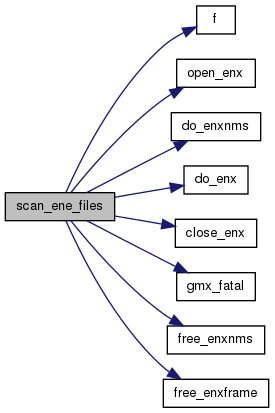 f
open_enx
do_enxnms
do_enx
scan_ene_files
close_enx
gmx_fatal
free_enxnms
free_enxframe